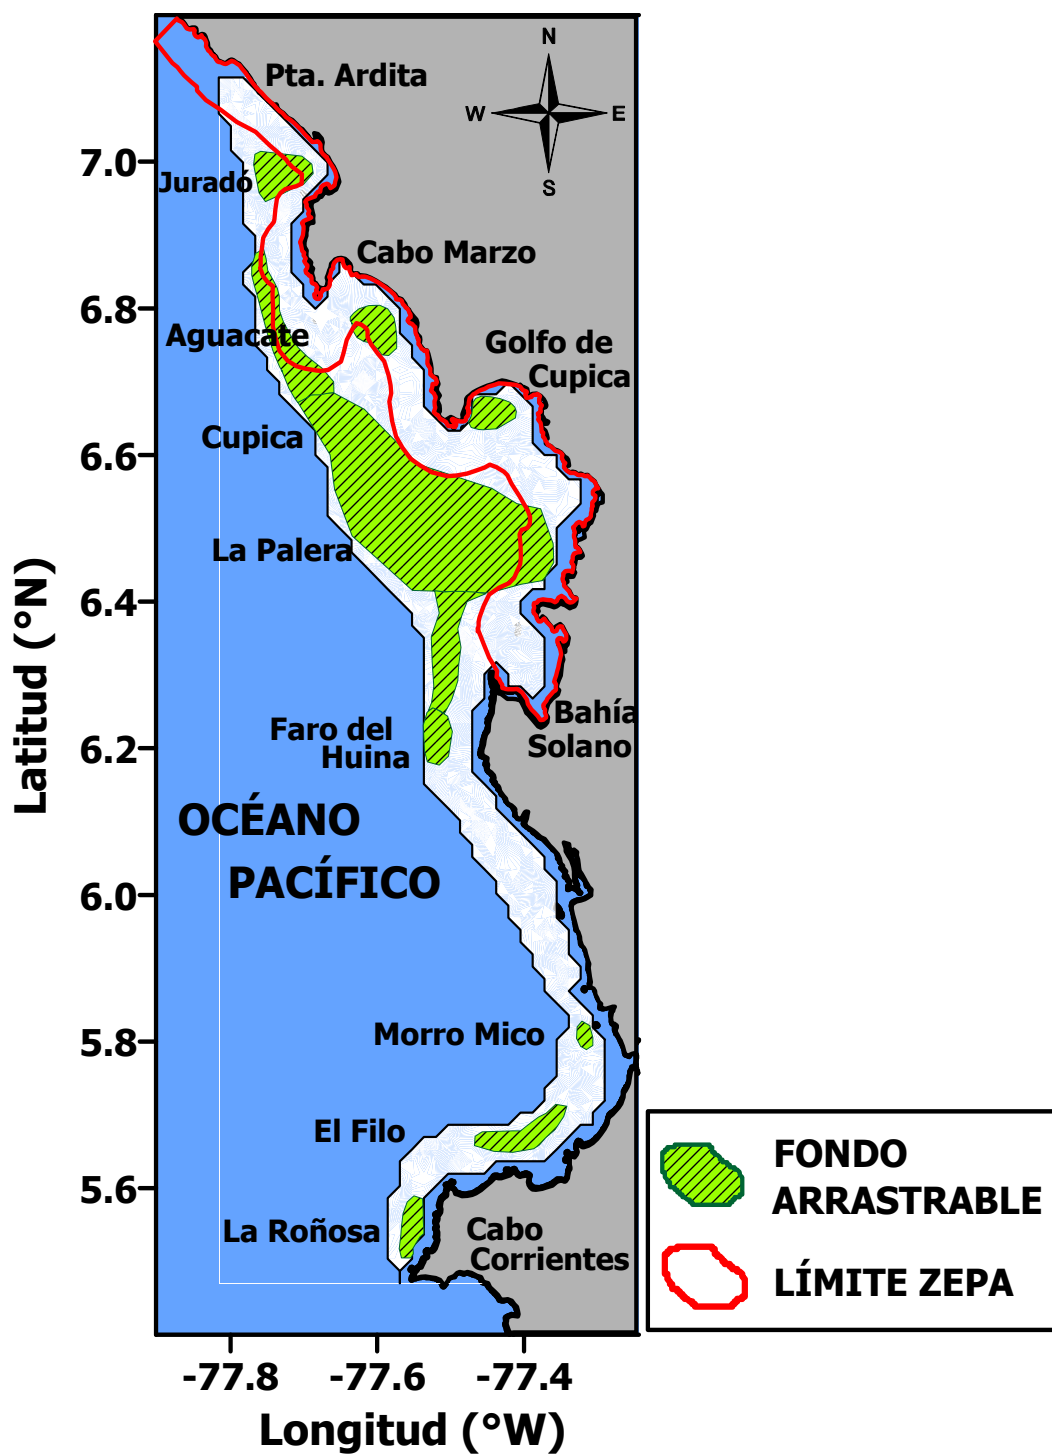 N
Pta. Ardita
W
E
7.0
Juradó
S
Cabo Marzo
6.8
Aguacate
Golfo de
Cupica
Cupica
6.6
La Palera
6.4
Latitud (°N)
Bahía
Solano
Faro del
Huina
6.2
OCÉANO
PACÍFICO
6.0
Morro Mico
5.8
El Filo
FONDO
ARRASTRABLE
5.6
La Roñosa
Cabo
Corrientes
LÍMITE ZEPA
-77.8
-77.6
-77.4
Longitud (°W)